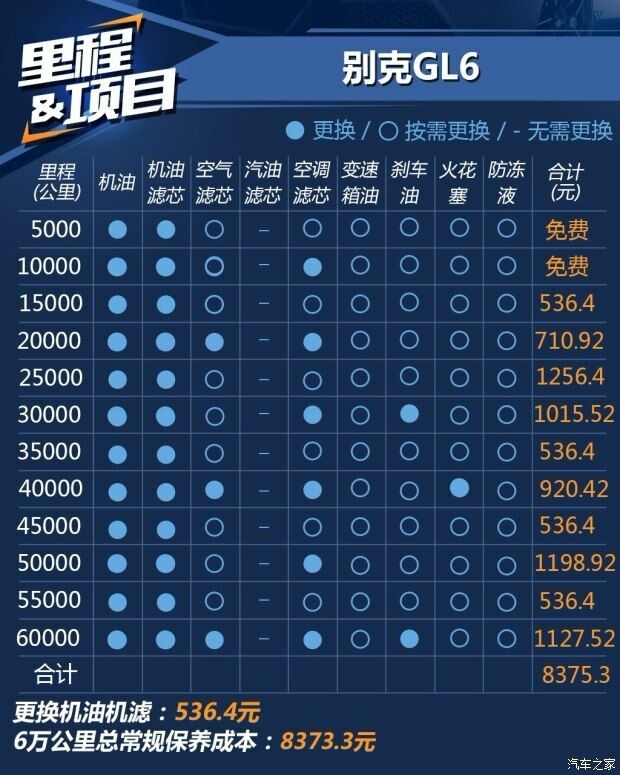 里程
&项目
别克GL6
● 更换 / ○ 按需更换 / - 无需更换
里程(公里) 机油 机油滤芯 空气滤芯 汽油滤芯 空调滤芯 变速箱油 刹车油 火花塞 防冻液 合计(元)
5000 ● ● ○ - ○ ○ ○ ○ ○ 免费
10000 ● ● ○ - ● ○ ○ ○ ○ 免费
15000 ● ● ○ - ○ ○ ○ ○ ○ 536.4
20000 ● ● ● - ● ○ ○ ○ ○ 710.92
25000 ● ● ○ - ○ ○ ○ ○ ○ 1256.4
30000 ● ● ○ - ● ○ ● ○ ○ 1015.52
35000 ● ● ○ - ○ ○ ○ ○ ○ 536.4
40000 ● ● ● - ● ○ ○ ● ○ 920.42
45000 ● ● ○ - ○ ○ ○ ○ ○ 536.4
50000 ● ● ○ - ● ○ ○ ○ ○ 1198.92
55000 ● ● ○ - ○ ○ ○ ○ ○ 536.4
60000 ● ● ● - ● ○ ● ○ ○ 1127.52
合计 8375.3
更换机油机滤：536.4元
6万公里总常规保养成本：8373.3元
汽车之家